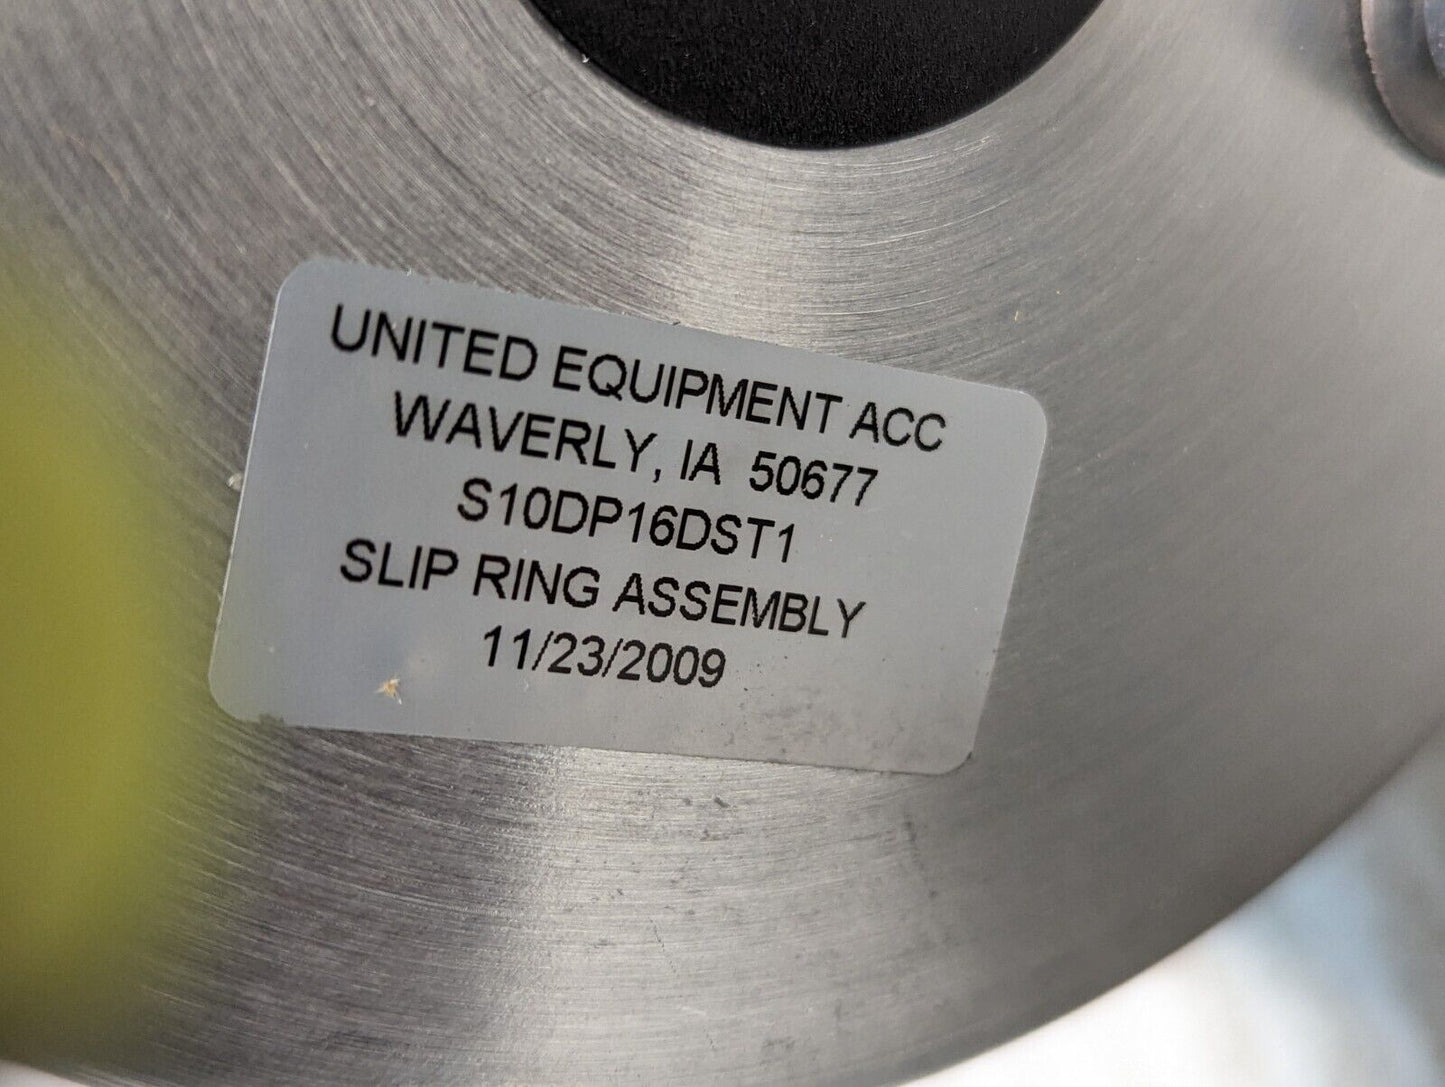 UNITED EQUIPMENT ACC
WAVERLY, IA 50677
S10DP16DST1
SLIP RING ASSEMBLY
11/23/2009